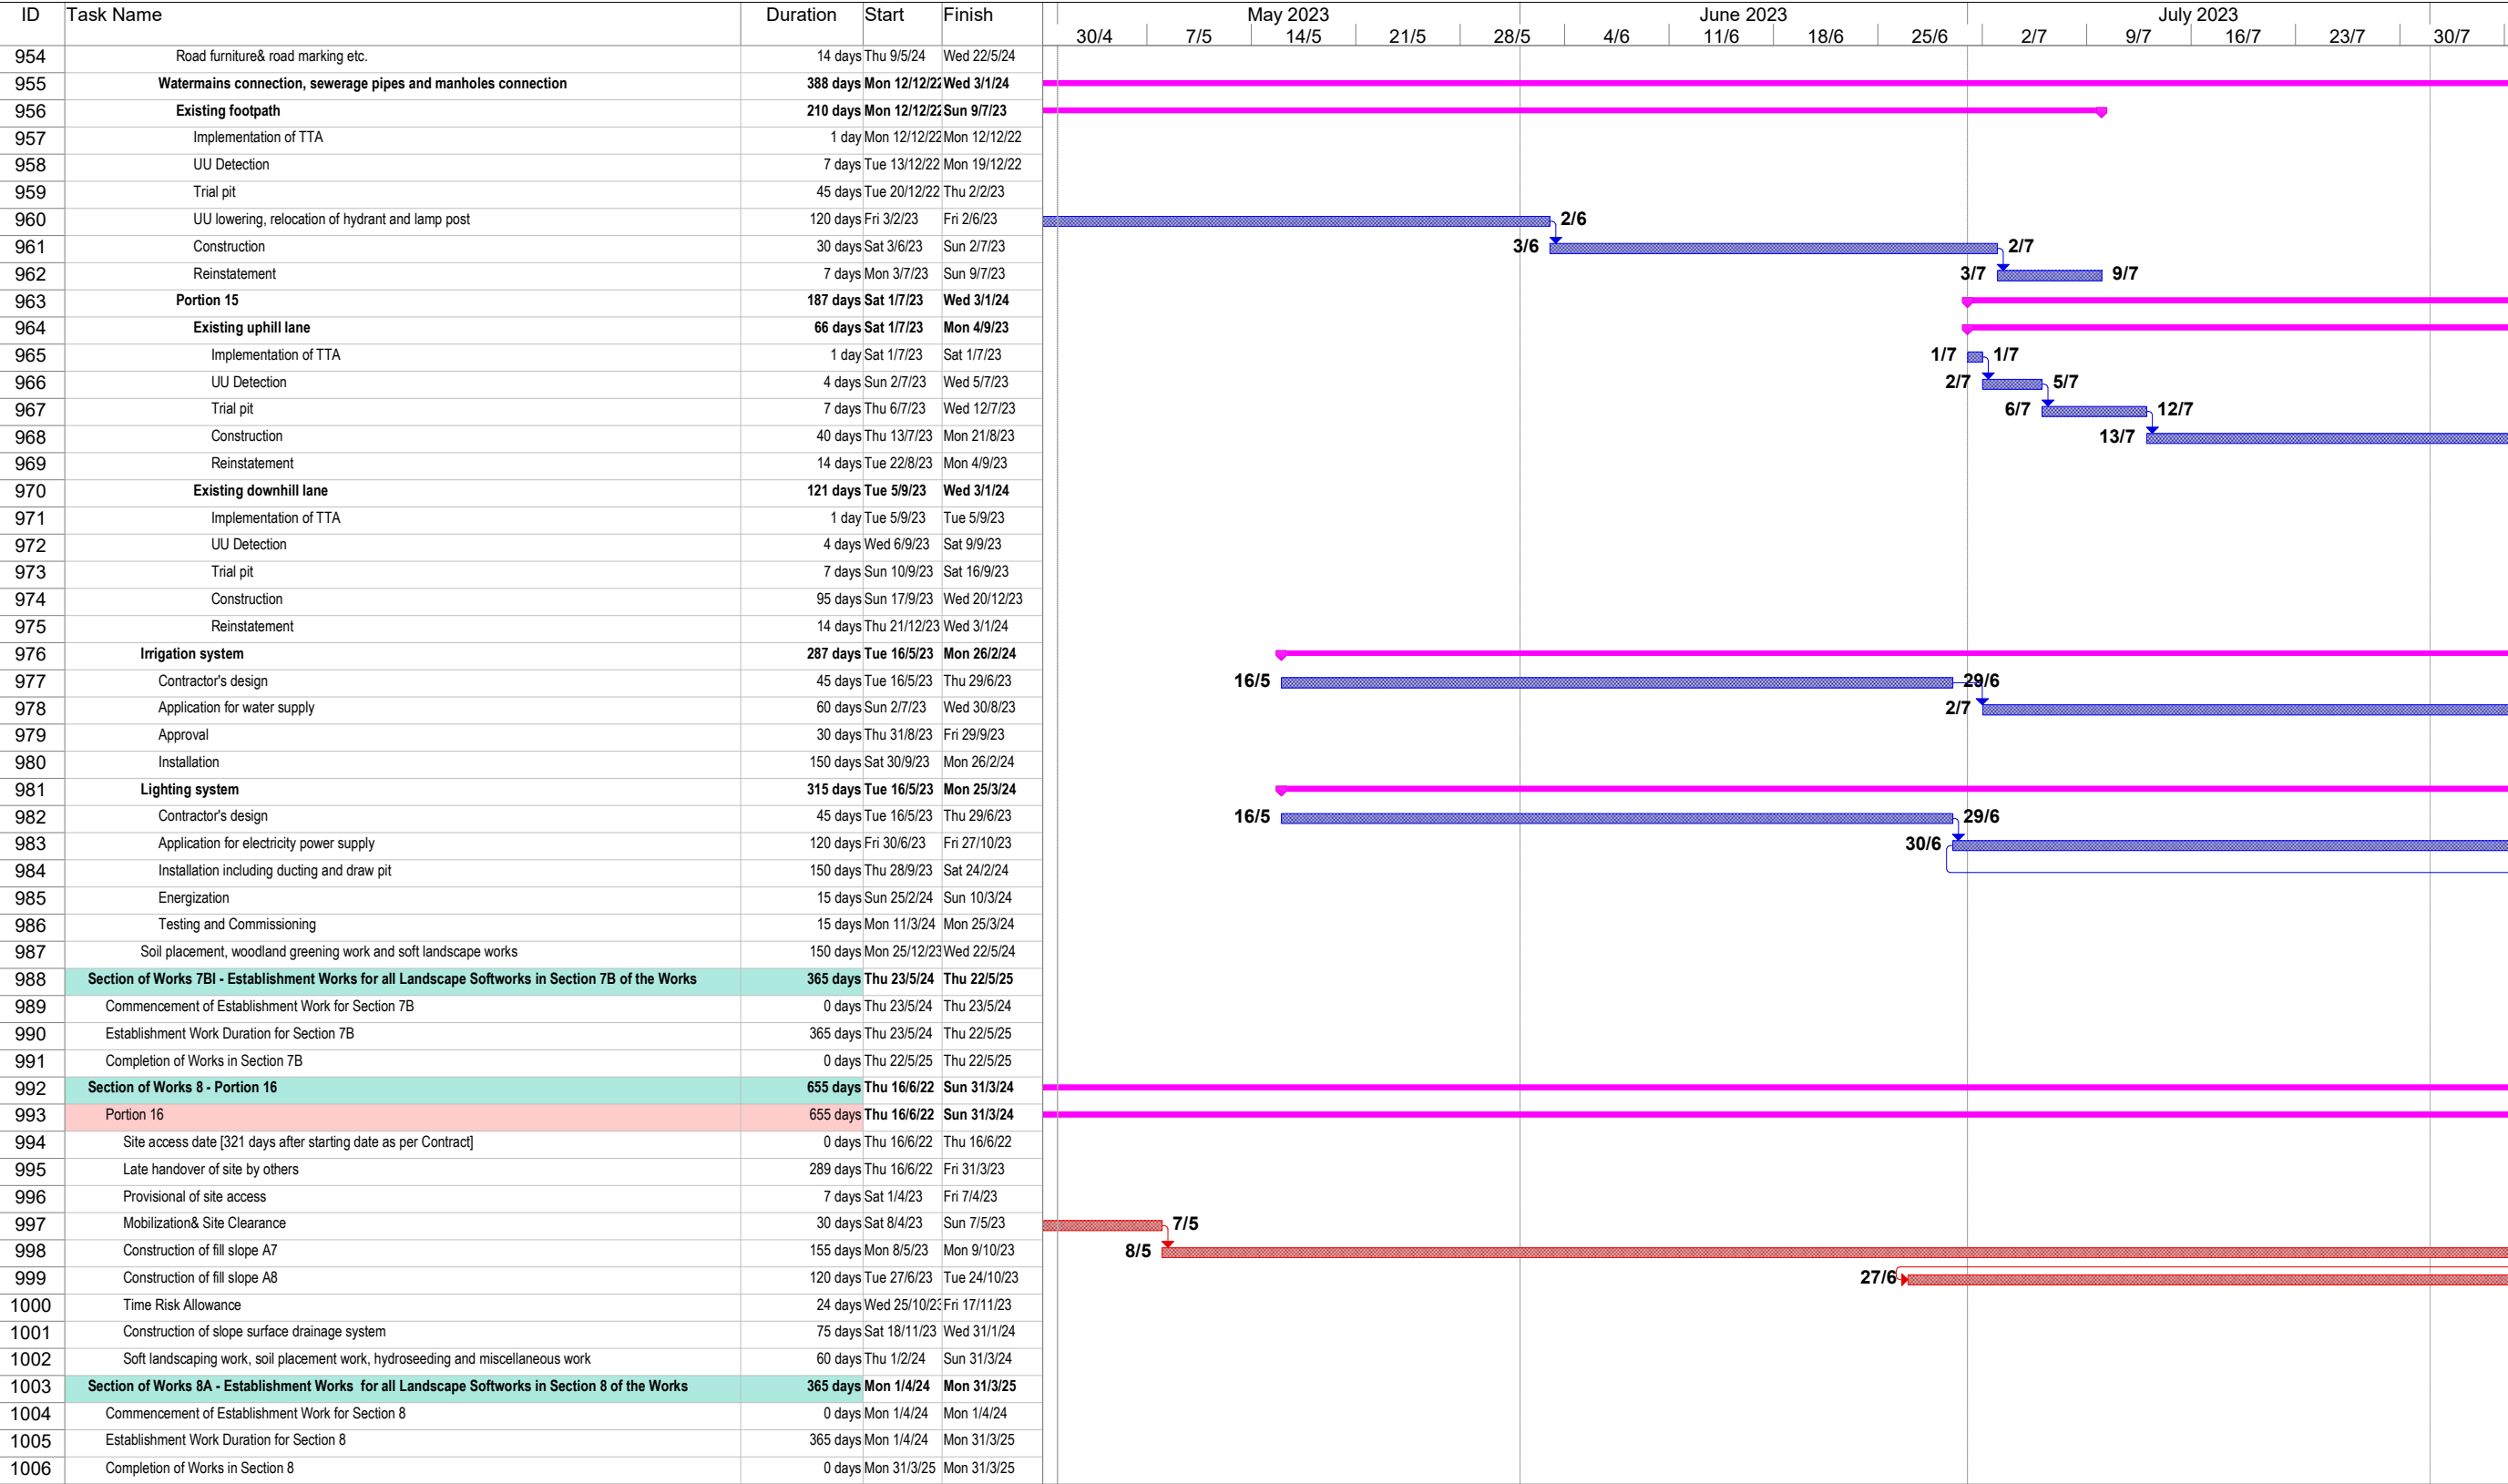 ID Task Name Duration Start Finish May 2023 June 2023 July 2023
30/4 7/5 14/5 21/5 28/5 4/6 11/6 18/6 25/6 2/7 9/7 16/7 23/7 30/7
954 Road furniture& road marking etc. 14 days Thu 9/5/24 Wed 22/5/24
955 Watermains connection, sewerage pipes and manholes connection 388 days Mon 12/12/22 Wed 3/1/24
956 Existing footpath 210 days Mon 12/12/22 Sun 9/7/23
957 Implementation of TTA 1 day Mon 12/12/22 Mon 12/12/22
958 UU Detection 7 days Tue 13/12/22 Mon 19/12/22
959 Trial pit 45 days Tue 20/12/22 Thu 2/2/23
960 UU lowering, relocation of hydrant and lamp post 120 days Fri 3/2/23 Fri 2/6/23 2/6
961 Construction 30 days Sat 3/6/23 Sun 2/7/23 3/6 2/7
962 Reinstatement 7 days Mon 3/7/23 Sun 9/7/23 3/7 9/7
963 Portion 15 187 days Sat 1/7/23 Wed 3/1/24
964 Existing uphill lane 66 days Sat 1/7/23 Mon 4/9/23
965 Implementation of TTA 1 day Sat 1/7/23 Sat 1/7/23 1/7 1/7
966 UU Detection 4 days Sun 2/7/23 Wed 5/7/23 2/7 5/7
967 Trial pit 7 days Thu 6/7/23 Wed 12/7/23 6/7 12/7
968 Construction 40 days Thu 13/7/23 Mon 21/8/23 13/7
969 Reinstatement 14 days Tue 22/8/23 Mon 4/9/23
970 Existing downhill lane 121 days Tue 5/9/23 Wed 3/1/24
971 Implementation of TTA 1 day Tue 5/9/23 Tue 5/9/23
972 UU Detection 4 days Wed 6/9/23 Sat 9/9/23
973 Trial pit 7 days Sun 10/9/23 Sat 16/9/23
974 Construction 95 days Sun 17/9/23 Wed 20/12/23
975 Reinstatement 14 days Thu 21/12/23 Wed 3/1/24
976 Irrigation system 287 days Tue 16/5/23 Mon 26/2/24
977 Contractor's design 45 days Tue 16/5/23 Thu 29/6/23 16/5 29/6
978 Application for water supply 60 days Sun 2/7/23 Wed 30/8/23 2/7
979 Approval 30 days Thu 31/8/23 Fri 29/9/23
980 Installation 150 days Sat 30/9/23 Mon 26/2/24
981 Lighting system 315 days Tue 16/5/23 Mon 25/3/24
982 Contractor's design 45 days Tue 16/5/23 Thu 29/6/23 16/5 29/6
983 Application for electricity power supply 120 days Fri 30/6/23 Fri 27/10/23 30/6
984 Installation including ducting and draw pit 150 days Thu 28/9/23 Sat 24/2/24
985 Energization 15 days Sun 25/2/24 Sun 10/3/24
986 Testing and Commissioning 15 days Mon 11/3/24 Mon 25/3/24
987 Soil placement, woodland greening work and soft landscape works 150 days Mon 25/12/23 Wed 22/5/24
988 Section of Works 7BI - Establishment Works for all Landscape Softworks in Section 7B of the Works 365 days Thu 23/5/24 Thu 22/5/25
989 Commencement of Establishment Work for Section 7B 0 days Thu 23/5/24 Thu 23/5/24
990 Establishment Work Duration for Section 7B 365 days Thu 23/5/24 Thu 22/5/25
991 Completion of Works in Section 7B 0 days Thu 22/5/25 Thu 22/5/25
992 Section of Works 8 - Portion 16 655 days Thu 16/6/22 Sun 31/3/24
993 Portion 16 655 days Thu 16/6/22 Sun 31/3/24
994 Site access date [321 days after starting date as per Contract] 0 days Thu 16/6/22 Thu 16/6/22
995 Late handover of site by others 289 days Thu 16/6/22 Fri 31/3/23
996 Provisional of site access 7 days Sat 1/4/23 Fri 7/4/23
997 Mobilization& Site Clearance 30 days Sat 8/4/23 Sun 7/5/23 7/5
998 Construction of fill slope A7 155 days Mon 8/5/23 Mon 9/10/23 8/5
999 Construction of fill slope A8 120 days Tue 27/6/23 Tue 24/10/23 27/6
1000 Time Risk Allowance 24 days Wed 25/10/23 Fri 17/11/23
1001 Construction of slope surface drainage system 75 days Sat 18/11/23 Wed 31/1/24
1002 Soft landscaping work, soil placement work, hydroseeding and miscellaneous work 60 days Thu 1/2/24 Sun 31/3/24
1003 Section of Works 8A - Establishment Works for all Landscape Softworks in Section 8 of the Works 365 days Mon 1/4/24 Mon 31/3/25
1004 Commencement of Establishment Work for Section 8 0 days Mon 1/4/24 Mon 1/4/24
1005 Establishment Work Duration for Section 8 365 days Mon 1/4/24 Mon 31/3/25
1006 Completion of Works in Section 8 0 days Mon 31/3/25 Mon 31/3/25